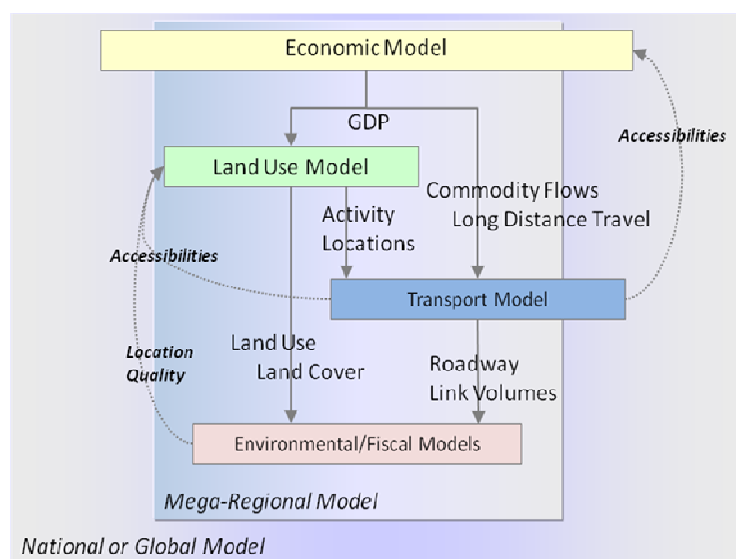 Economic Model
GDP
Accessibilities
Land Use Model
Commodity Flows
Long Distance Travel
Activity
Locations
Accessibilities
Transport Model
Land Use
Land Cover
Location
Quality
Roadway
Link Volumes
Environmental/Fiscal Models
Mega-Regional Model
National or Global Model